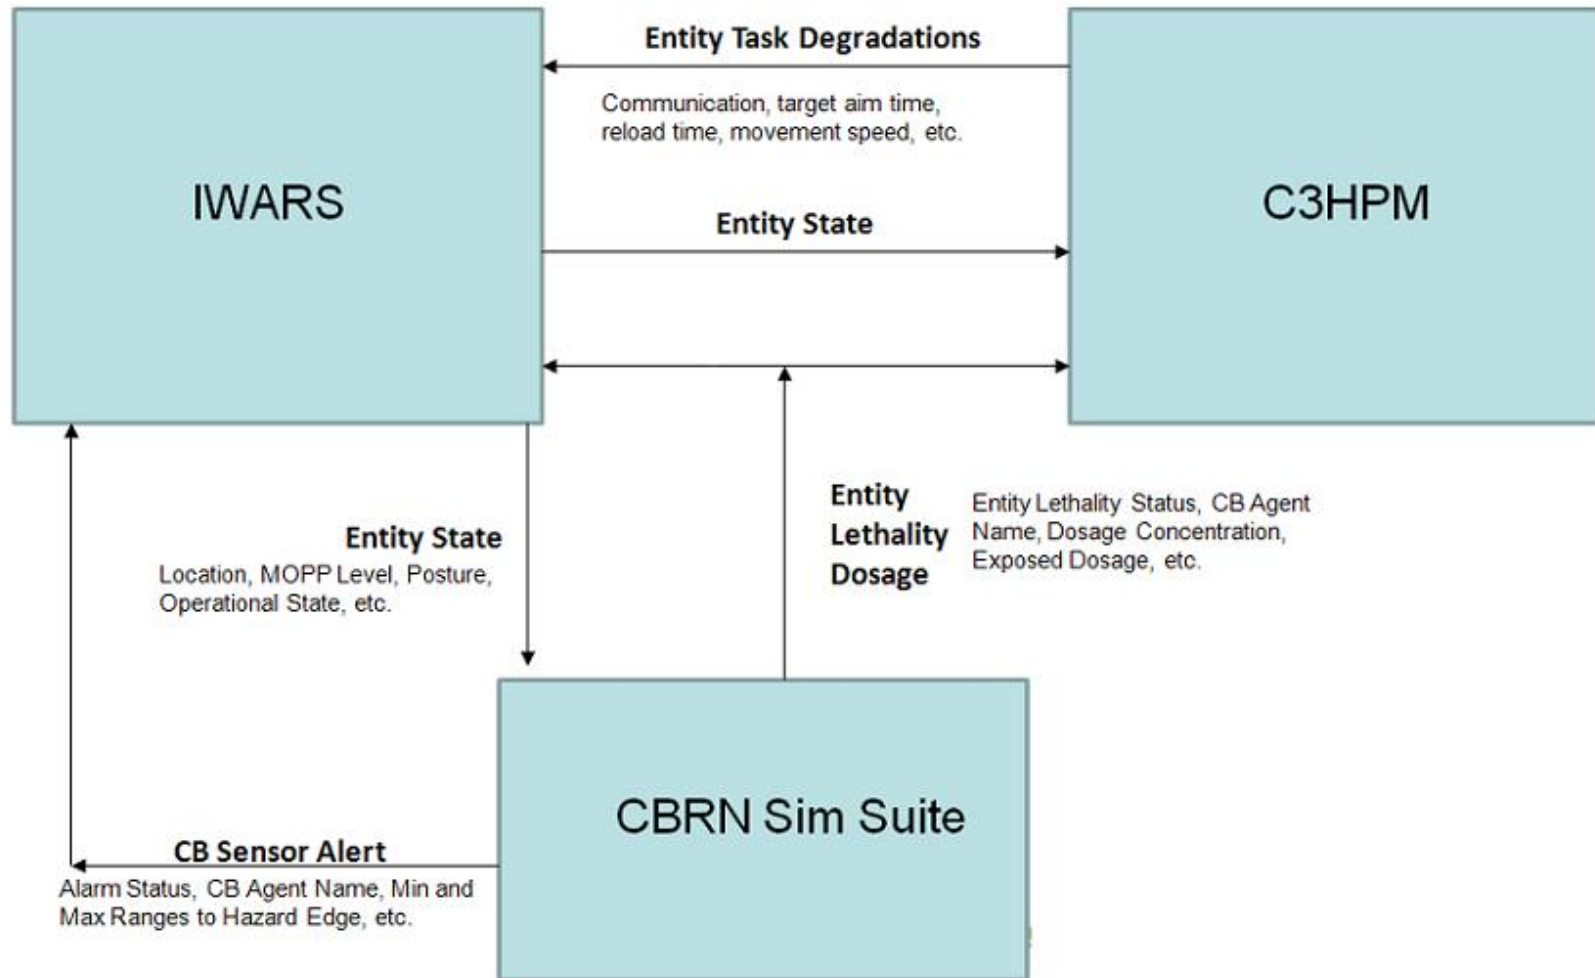 Entity Task Degradations
Communication, target aim time,
reload time, movement speed, etc.
IWARS
C3HPM
Entity State
Entity
Lethality
Dosage
Entity Lethality Status, CB Agent
Name, Dosage Concentration,
Exposed Dosage, etc.
Entity State
Location, MOPP Level, Posture,
Operational State, etc.
CBRN Sim Suite
CB Sensor Alert
Alarm Status, CB Agent Name, Min and
Max Ranges to Hazard Edge, etc.